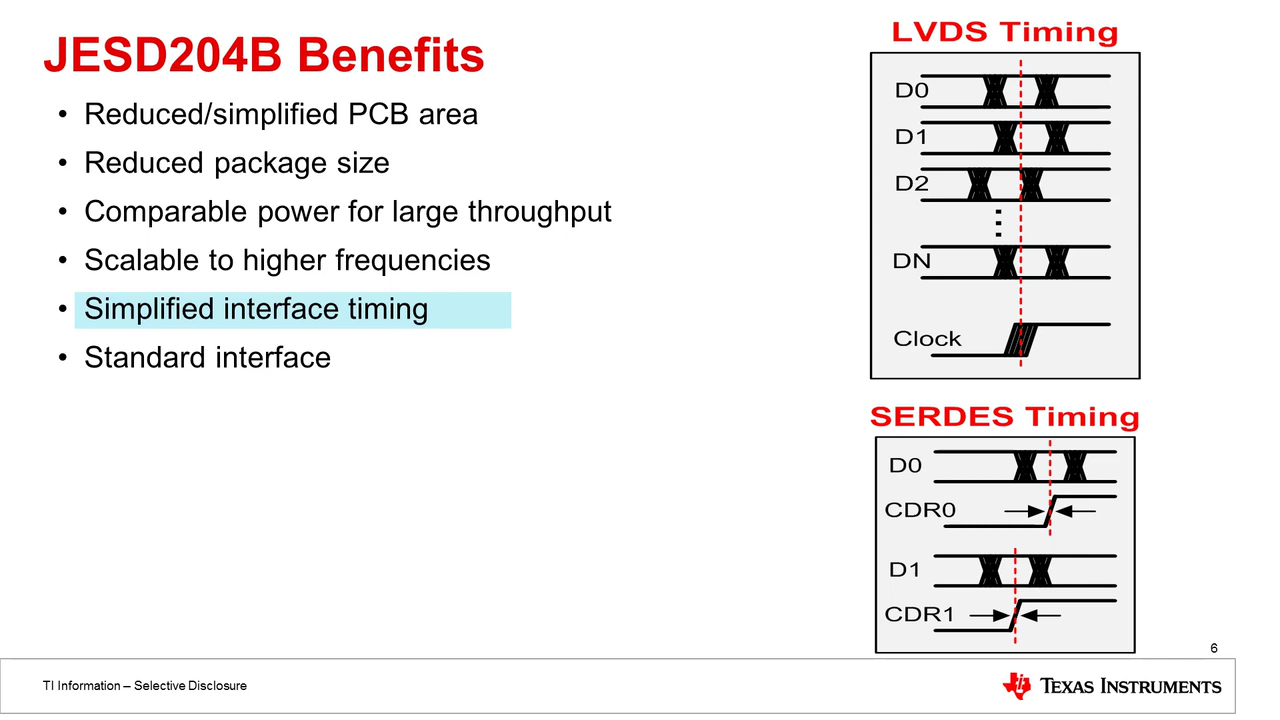 JESD204B Benefits
• Reduced/simplified PCB area
• Reduced package size
• Comparable power for large throughput
• Scalable to higher frequencies
• Simplified interface timing
• Standard interface
LVDS Timing
D0
D1
D2
DN
Clock
SERDES Timing
D0
CDR0
D1
CDR1
6
TI Information – Selective Disclosure
TEXAS INSTRUMENTS